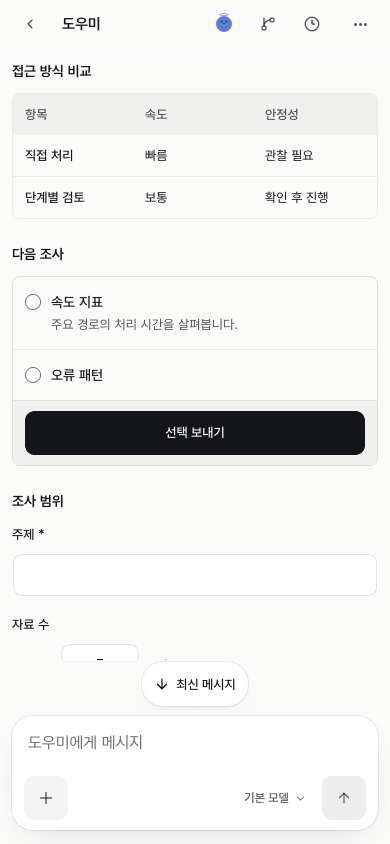 도우미
접근 방식 비교
항목 속도 안정성
직접 처리 빠름 관찰 필요
단계별 검토 보통 확인 후 진행
다음 조사
속도 지표
주요 경로의 처리 시간을 살펴봅니다.
오류 패턴
선택 보내기
조사 범위
주제 *
자료 수
최신 메시지
도우미에게 메시지
기본 모델